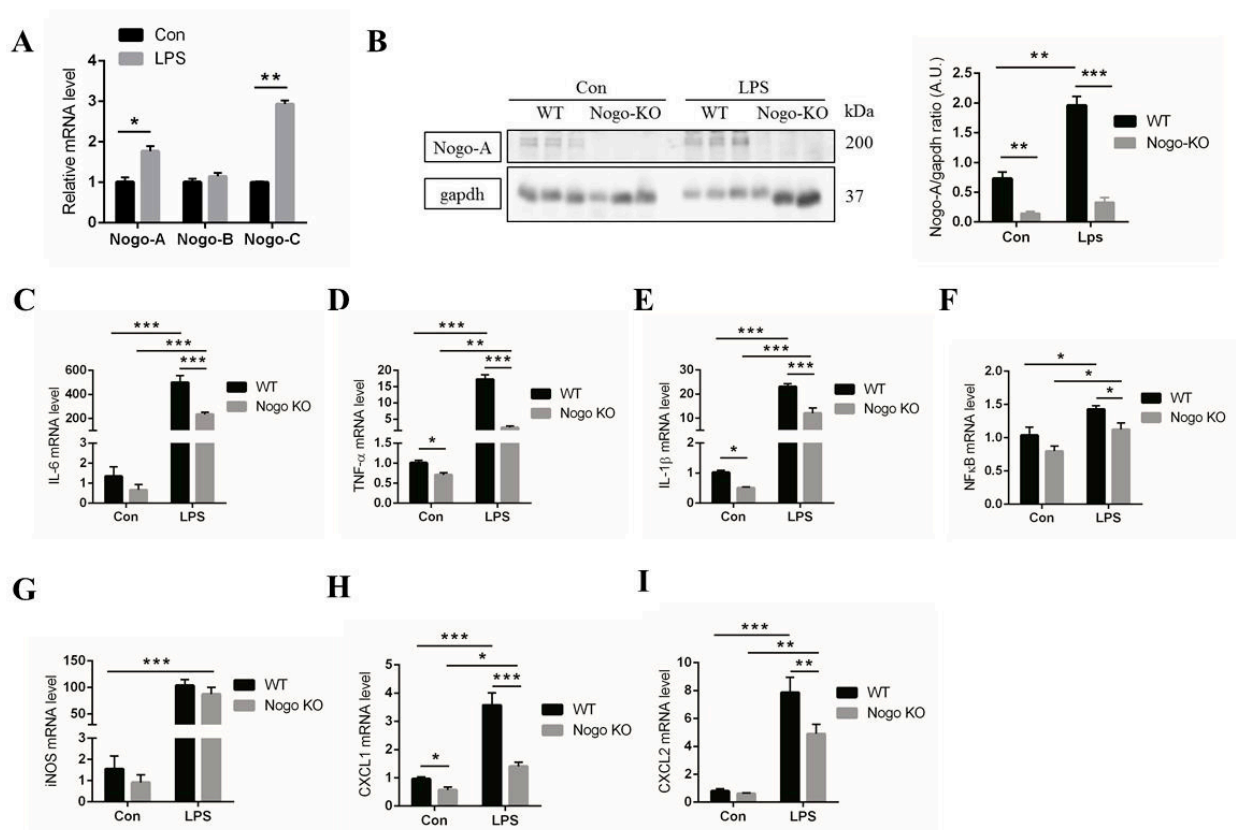 A
Con
LPS
Relative mRNA level
4
3
2
1
0
*
**
Nogo-A Nogo-B Nogo-C
B
Con LPS
WT Nogo-KO WT Nogo-KO kDa
Nogo-A 200
gapdh 37
Nogo-A/gapdh ratio (A.U.)
2.5
2.0
1.5
1.0
0.5
0.0
**
**
***
WT
Nogo-KO
Con Lps
C
IL-6 mRNA level
600
400
200
3
2
1
0
***
***
***
WT
Nogo KO
Con LPS
D
TNF-α mRNA level
20
15
10
5
1.5
1.0
0.5
0.0
***
**
***
*
WT
Nogo KO
Con LPS
E
IL-1β mRNA level
30
20
10
2
1
0
***
***
***
*
WT
Nogo KO
Con LPS
F
NFκB mRNA level
2.0
1.5
1.0
0.5
0.0
*
*
*
WT
Nogo KO
Con LPS
G
iNOS mRNA level
150
100
50
2
1
0
***
WT
Nogo KO
Con LPS
H
CXCL1 mRNA level
5
4
3
2
1
0
***
*
***
*
WT
Nogo KO
Con LPS
I
CXCL2 mRNA level
10
8
6
4
2
0
***
**
**
WT
Nogo KO
Con LPS